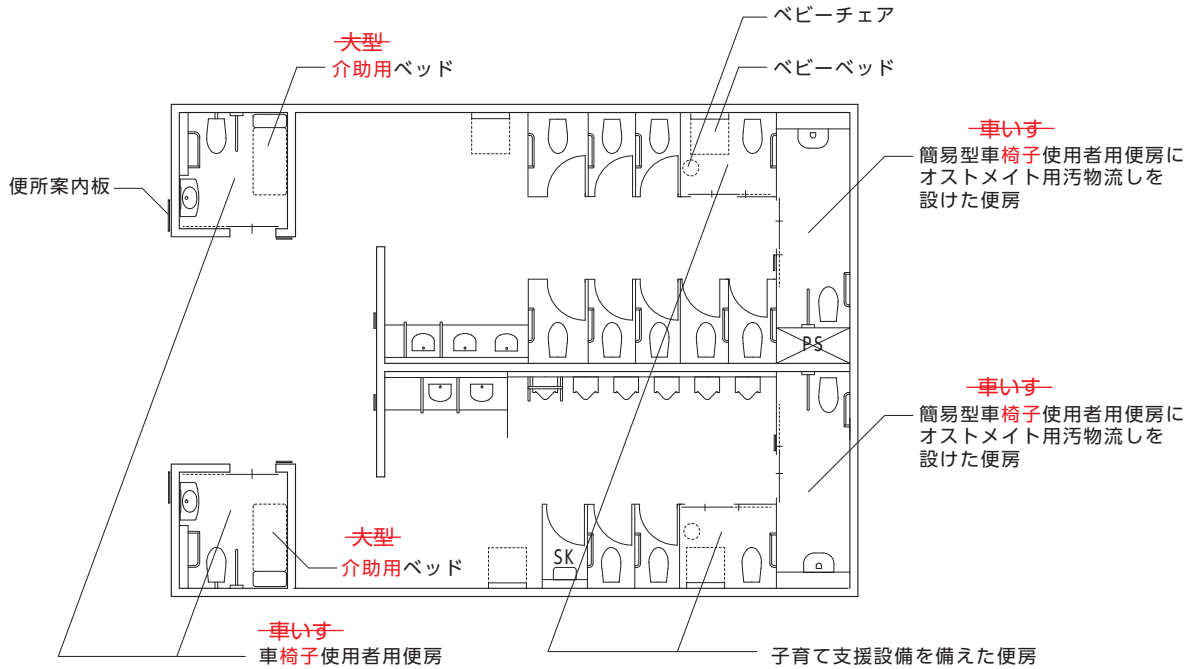 ベビーチェア
大型
介助用ベッド
ベビーベッド
車いす
簡易型車椅子使用者用便房に
オストメイト用汚物流しを
設けた便房
便所案内板
PS
車いす
簡易型車椅子使用者用便房に
オストメイト用汚物流しを
設けた便房
大型
介助用ベッド
SK
車いす
車椅子使用者用便房
子育て支援設備を備えた便房